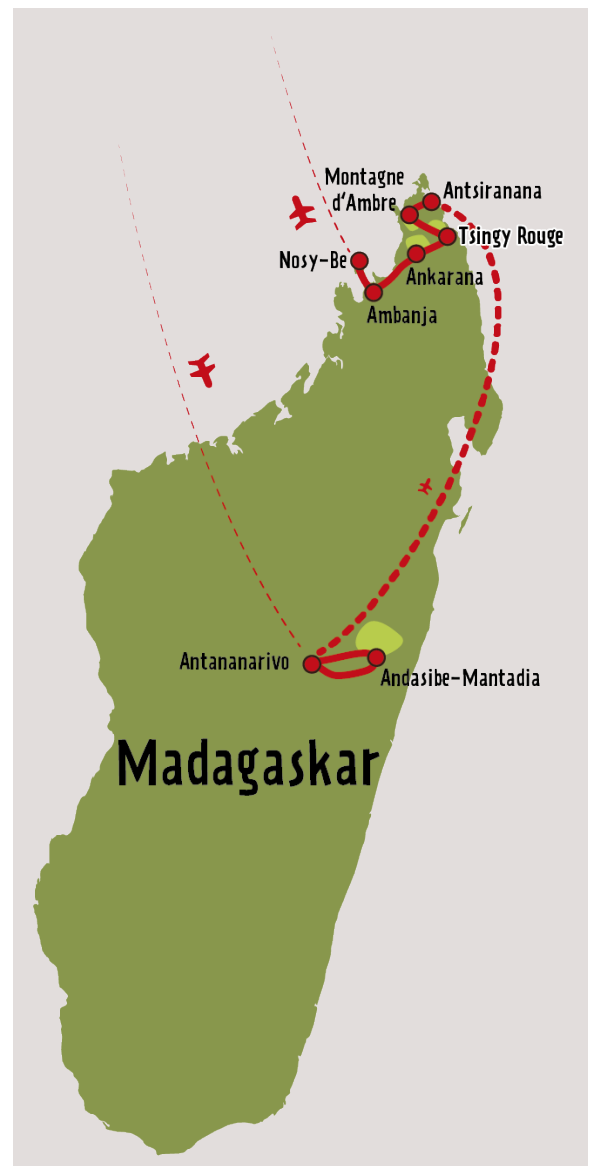 Montagne
d'Ambre
Antsiranana
Tsingy Rouge
Nosy-Be
Ankarana
Ambanja
Antananarivo
Andasibe-Mantadia
Madagaskar